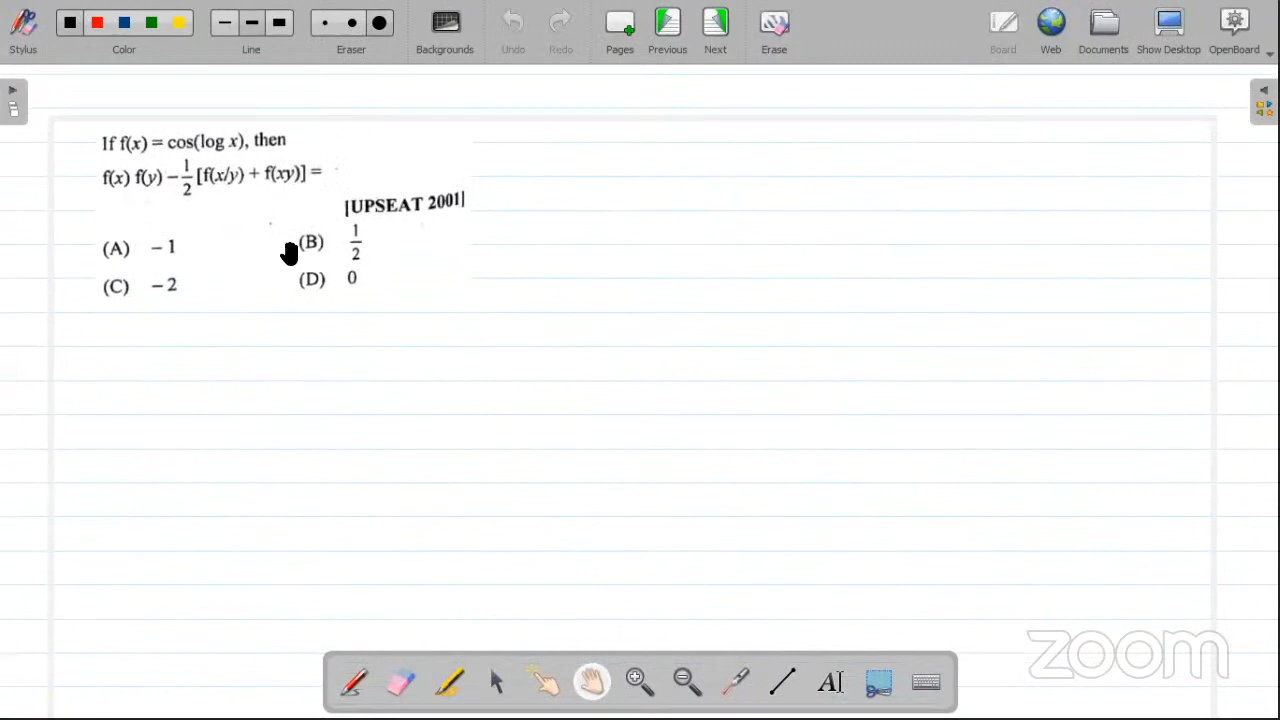 Stylus Color Line Eraser Backgrounds Undo Redo Pages Previous Next Erase Board Web Documents Show Desktop OpenBoard
If f(x) = cos(log x), then
f(x) f(y) − 1/2 [f(x/y) + f(xy)] =
[UPSEAT 2001]
(A) − 1 (B) 1/2
(C) − 2 (D) 0
zoom